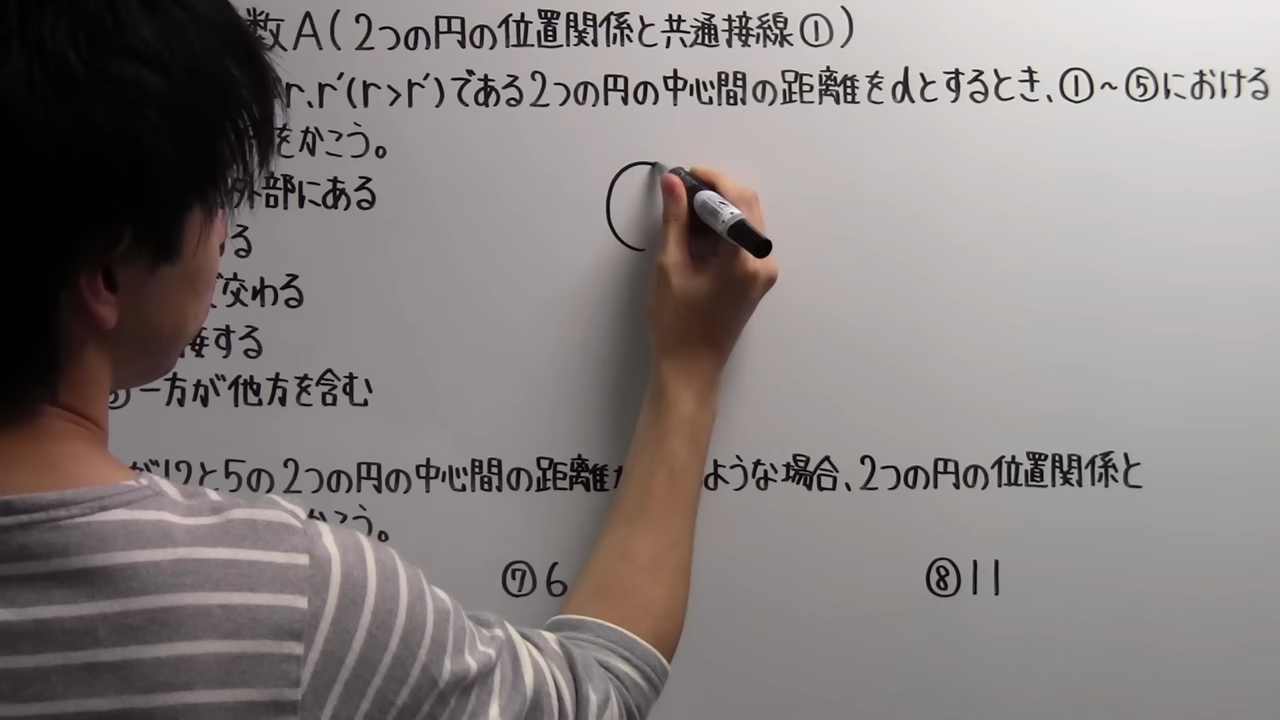 数A(2つの円の位置関係と共通接線①)
r.r'(r>r')である2つの円の中心間の距離をdとするとき、①~⑤における
をかこう。
外部にある
る
で交わる
接する
⑤一方が他方を含む
が12と5の2つの円の中心間の距離が ような場合、2つの円の位置関係と
かこう。
⑦6
⑧11